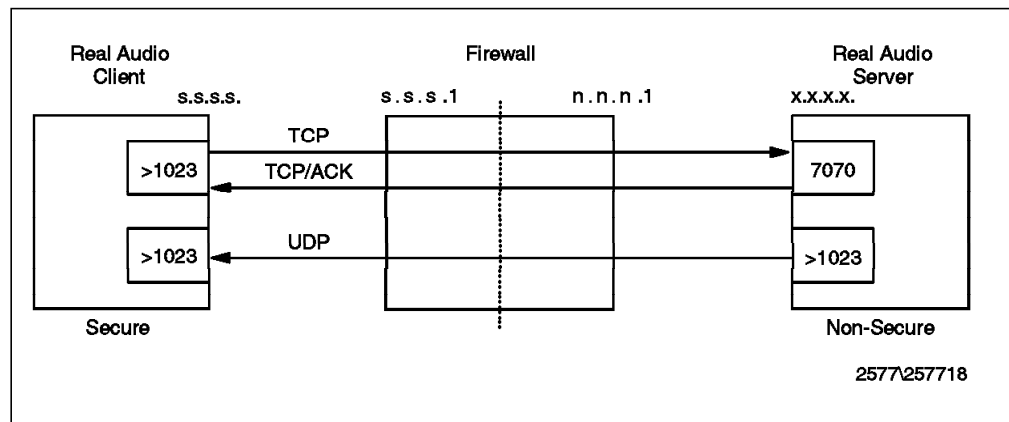 Real Audio
Client
Firewall
Real Audio
Server
s.s.s.s.
s.s.s.1
n.n.n.1
x.x.x.x.
TCP
>1023
7070
TCP/ACK
UDP
>1023
>1023
Secure
Non-Secure
2577\257718